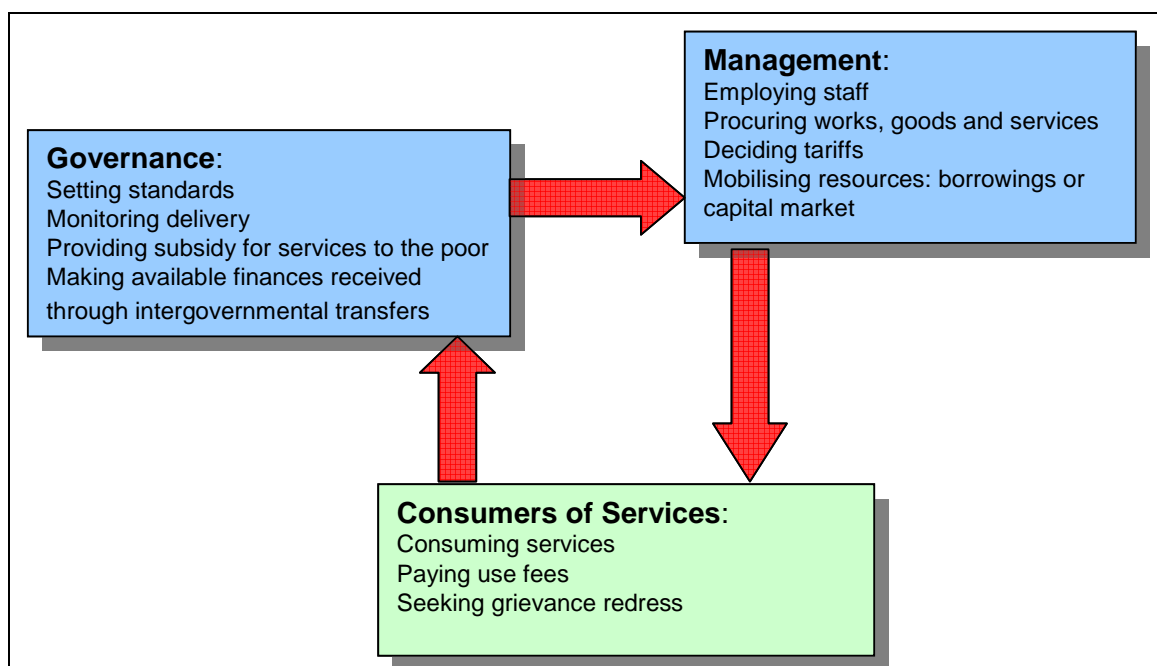 Governance:
Setting standards
Monitoring delivery
Providing subsidy for services to the poor
Making available finances received
through intergovernmental transfers
Management:
Employing staff
Procuring works, goods and services
Deciding tariffs
Mobilising resources: borrowings or
capital market
Consumers of Services:
Consuming services
Paying use fees
Seeking grievance redress